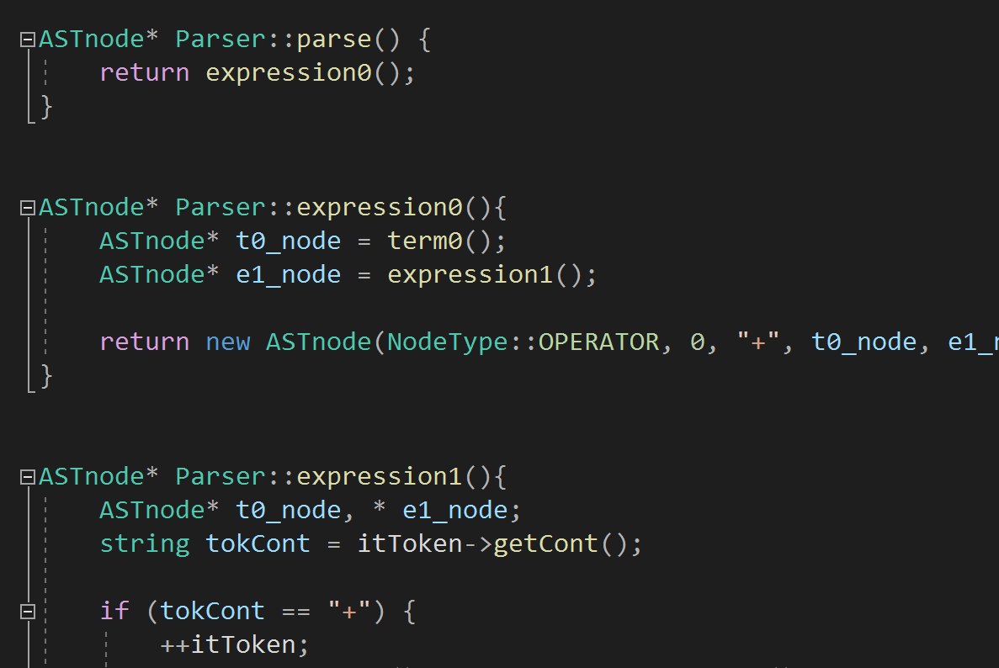 ASTnode* Parser::parse() {
return expression0();
}
ASTnode* Parser::expression0(){
ASTnode* t0_node = term0();
ASTnode* e1_node = expression1();
return new ASTnode(NodeType::OPERATOR, 0, "+", t0_node, e1_
}
ASTnode* Parser::expression1(){
ASTnode* t0_node, * e1_node;
string tokCont = itToken->getCont();
if (tokCont == "+") {
++itToken;